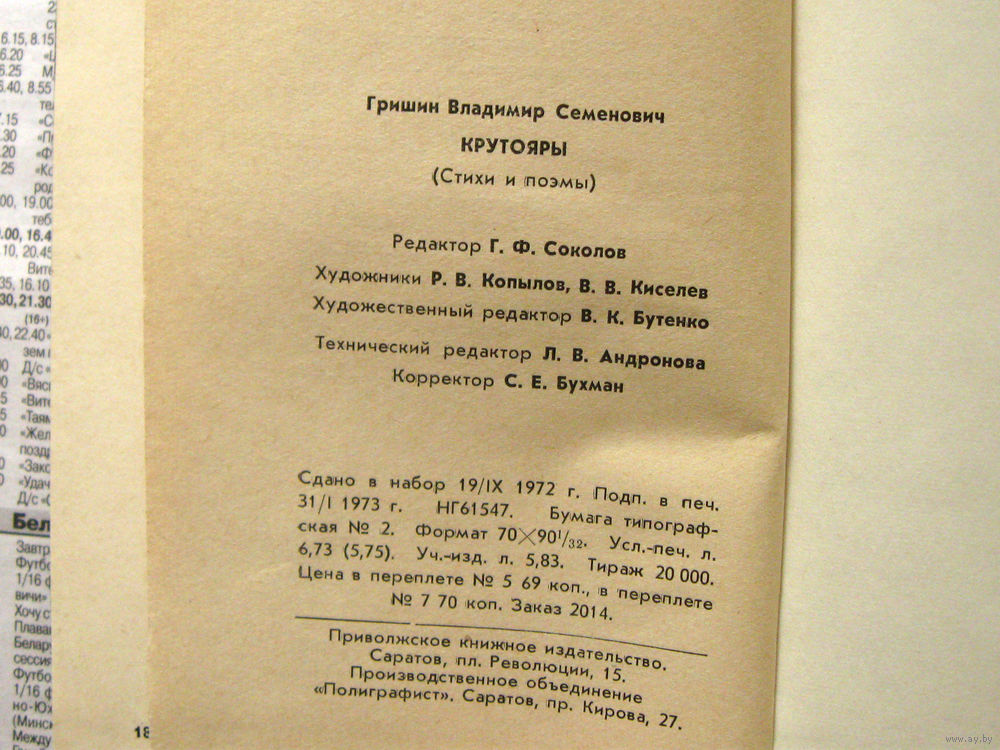 Гришин Владимир Семенович
КРУТОЯРЫ
(Стихи и поэмы)
Редактор Г. Ф. Соколов
Художники Р. В. Копылов, В. В. Киселев
Художественный редактор В. К. Бутенко
Технический редактор Л. В. Андронова
Корректор С. Е. Бухман
Сдано в набор 19/IX 1972 г. Подп. в печ.
31/I 1973 г. НГ61547. Бумага типограф-
ская № 2. Формат 70×90¹/₃₂. Усл.-печ. л.
6,73 (5,75). Уч.-изд. л. 5,83. Тираж 20 000.
Цена в переплете № 5 69 коп., в переплете
№ 7 70 коп. Заказ 2014.
Приволжское книжное издательство.
Саратов, пл. Революции, 15.
Производственное объединение
«Полиграфист». Саратов, пр. Кирова, 27.
18
www.ay.by